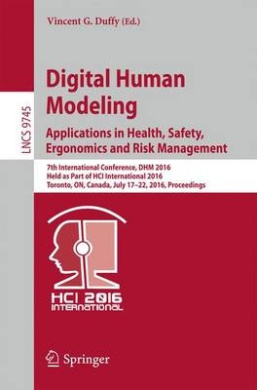 Vincent G. Duffy (Ed.)
LNCS 9745
Digital Human
Modeling
Applications in Health, Safety,
Ergonomics and Risk Management
7th International Conference, DHM 2016
Held as Part of HCI International 2016
Toronto, ON, Canada, July 17–22, 2016, Proceedings
HCI 2016
INTERNATIONAL
Springer